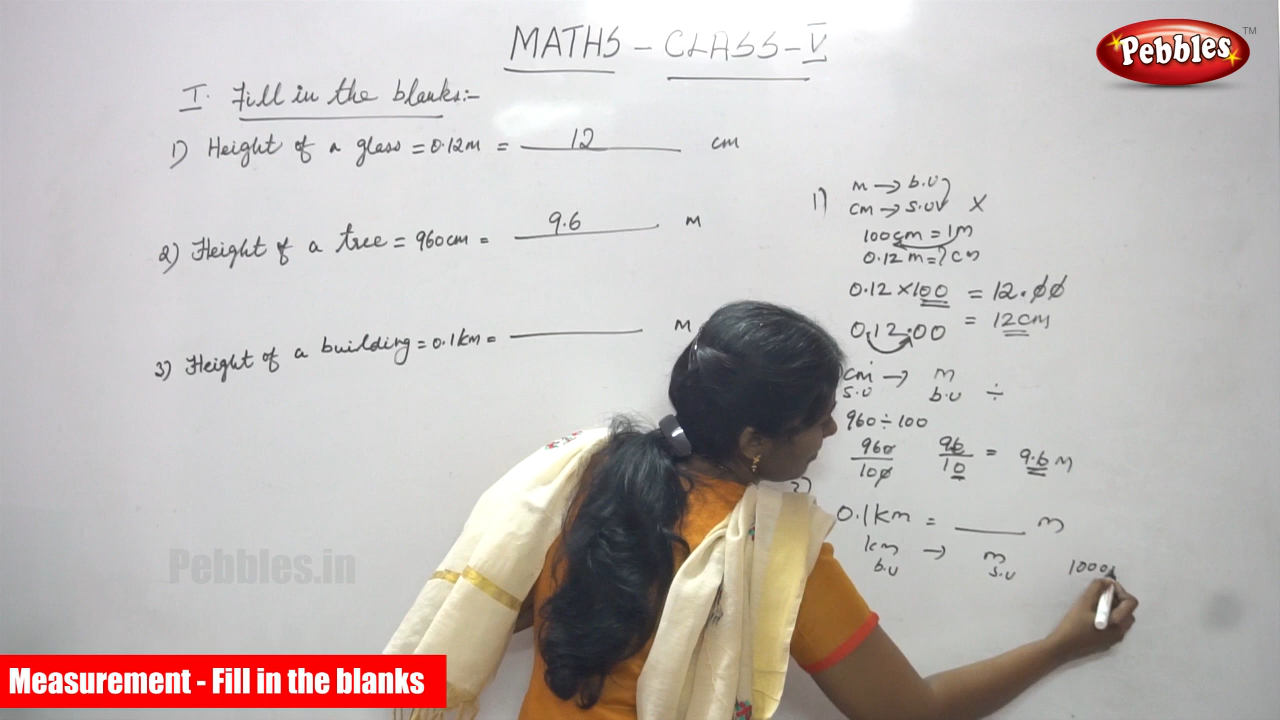 MATHS - CLASS - V
Pebbles TM
I. Fill in the blanks:-
1) Height of a glass = 0.12m = 12 cm
2) Height of a tree = 960cm = 9.6 m
3) Height of a building = 0.1km = ________ m
1) m → b.U
cm → S.U X
100cm = 1m
0.12 m = ? cm
0.12 × 100 = 12.00
0.12.00 = 12cm
cm → m
S.U b.U ÷
960 ÷ 100
960/100 96/10 = 9.6 m
0.1km = ____ m
km → m
b.U S.U
1000
Pebbles.in
Measurement - Fill in the blanks